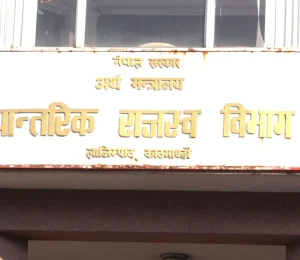 नेपाल सरकार
अर्थ मन्त्रालय
ान्तरिक राजस्व विभाग
लाजिम्पाट, काठमाण्डौ